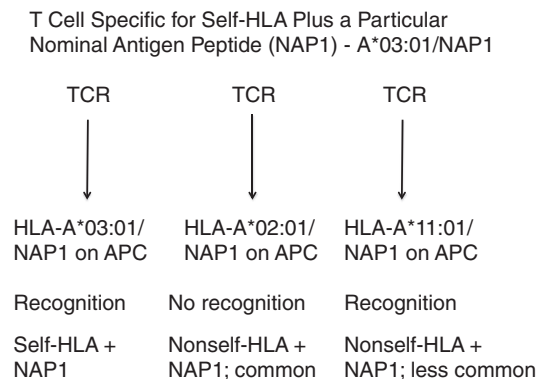 T Cell Specific for Self-HLA Plus a Particular
Nominal Antigen Peptide (NAP1) - A*03:01/NAP1
TCR TCR TCR
HLA-A*03:01/ HLA-A*02:01/ HLA-A*11:01/
NAP1 on APC NAP1 on APC NAP1 on APC
Recognition No recognition Recognition
Self-HLA + Nonself-HLA + Nonself-HLA +
NAP1 NAP1; common NAP1; less common